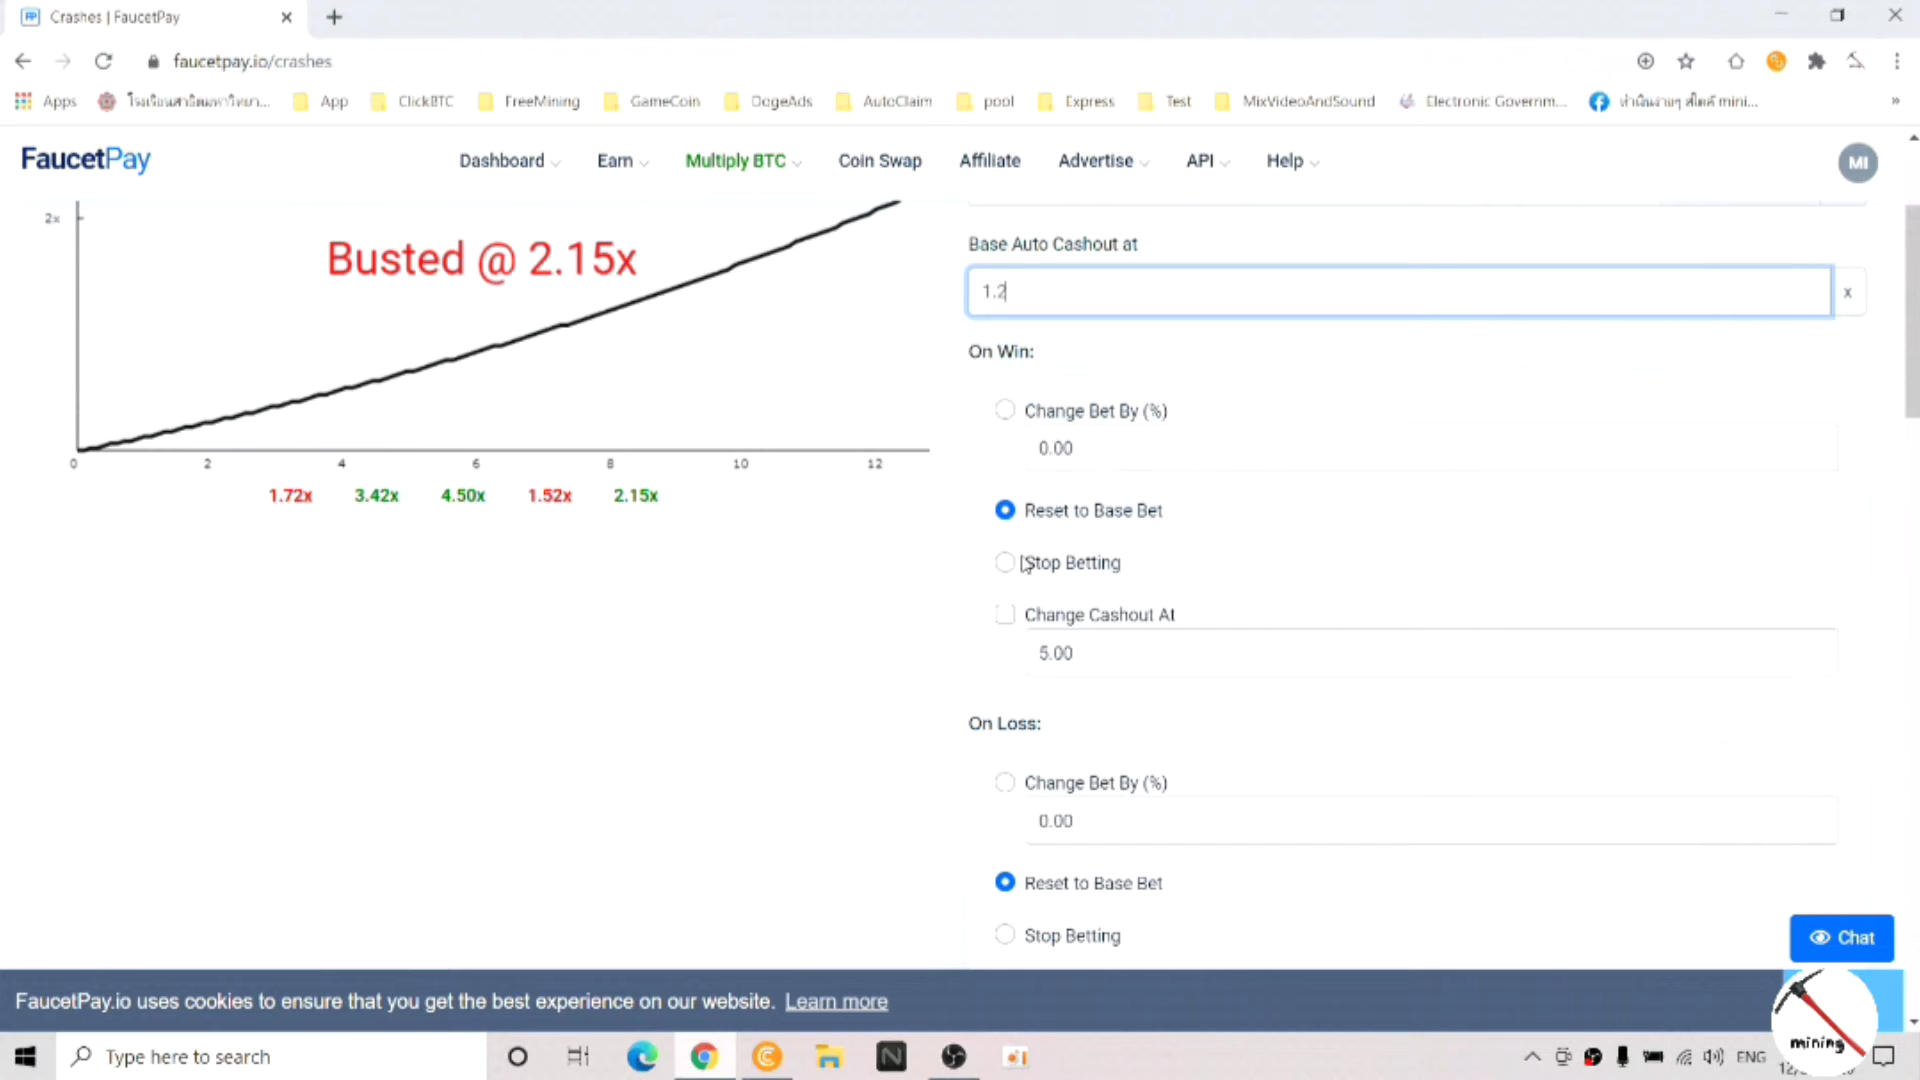 Crashes | FaucetPay
faucetpay.io/crashes
Apps
App
ClickBTC
FreeMining
GameCoin
DogeAds
AutoClaim
pool
Express
Test
MixVideoAndSound
Electronic Governm...
FaucetPay
Dashboard
Earn
Multiply BTC
Coin Swap
Affiliate
Advertise
API
Help
MI
2x
Busted @ 2.15x
0 2 4 6 8 10 12
1.72x 3.42x 4.50x 1.52x 2.15x
Base Auto Cashout at
1.2
x
On Win:
Change Bet By (%)
0.00
Reset to Base Bet
Stop Betting
Change Cashout At
5.00
On Loss:
Change Bet By (%)
0.00
Reset to Base Bet
Stop Betting
Chat
FaucetPay.io uses cookies to ensure that you get the best experience on our website. Learn more
mining
Type here to search
ENG